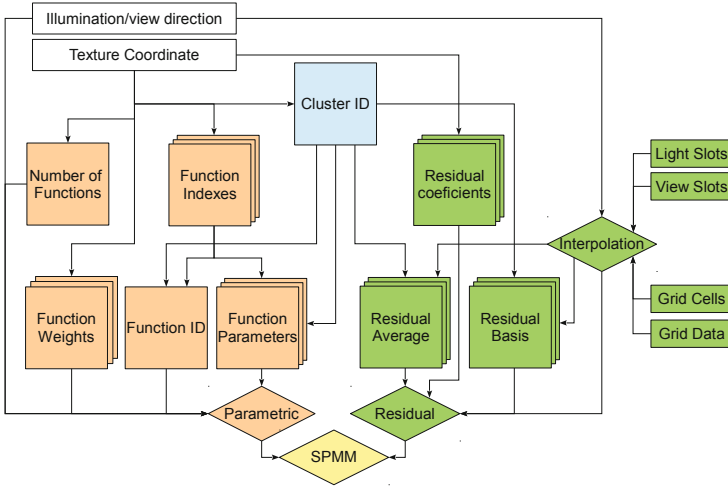 Illumination/view direction
Texture Coordinate
Cluster ID
Number of
Functions
Function
Indexes
Residual
coeficients
Light Slots
View Slots
Interpolation
Function
Weights
Function ID
Function
Parameters
Residual
Average
Residual
Basis
Grid Cells
Grid Data
Parametric
Residual
SPMM